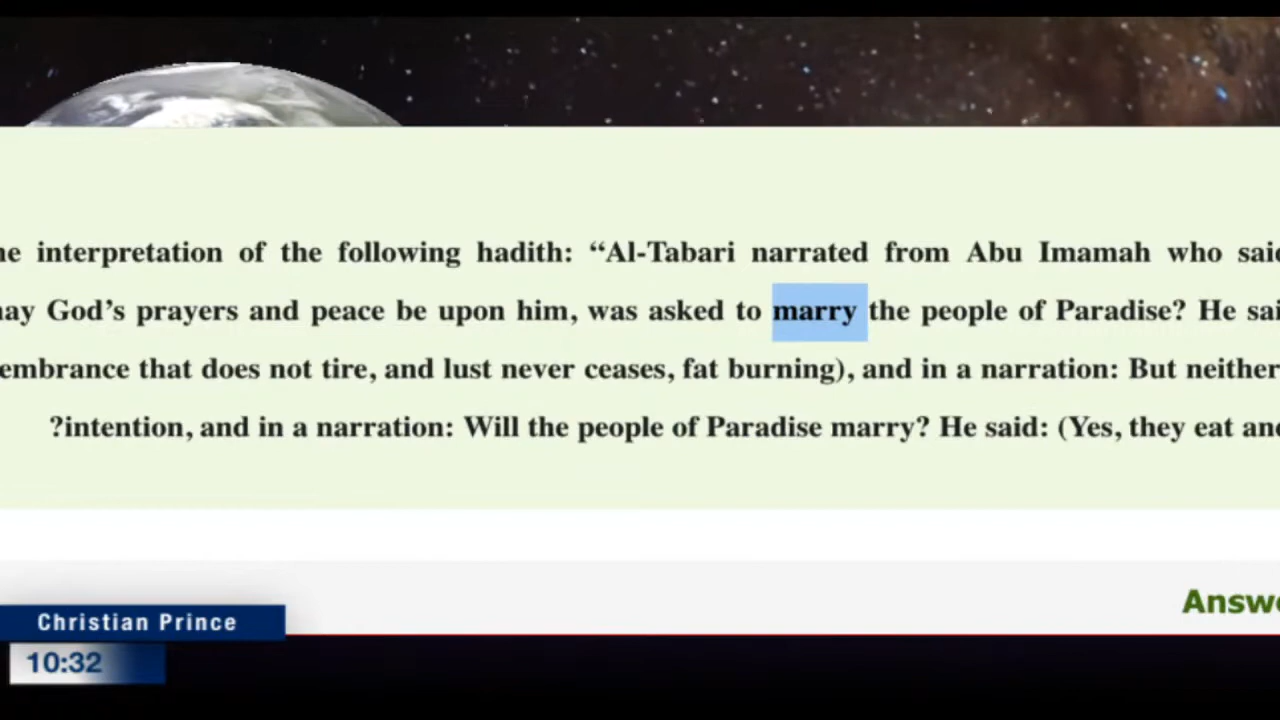 he interpretation of the following hadith: “Al-Tabari narrated from Abu Imamah who said
may God’s prayers and peace be upon him, was asked to marry the people of Paradise? He sai
embrance that does not tire, and lust never ceases, fat burning), and in a narration: But neither
?intention, and in a narration: Will the people of Paradise marry? He said: (Yes, they eat and
Answe
Christian Prince
10:32